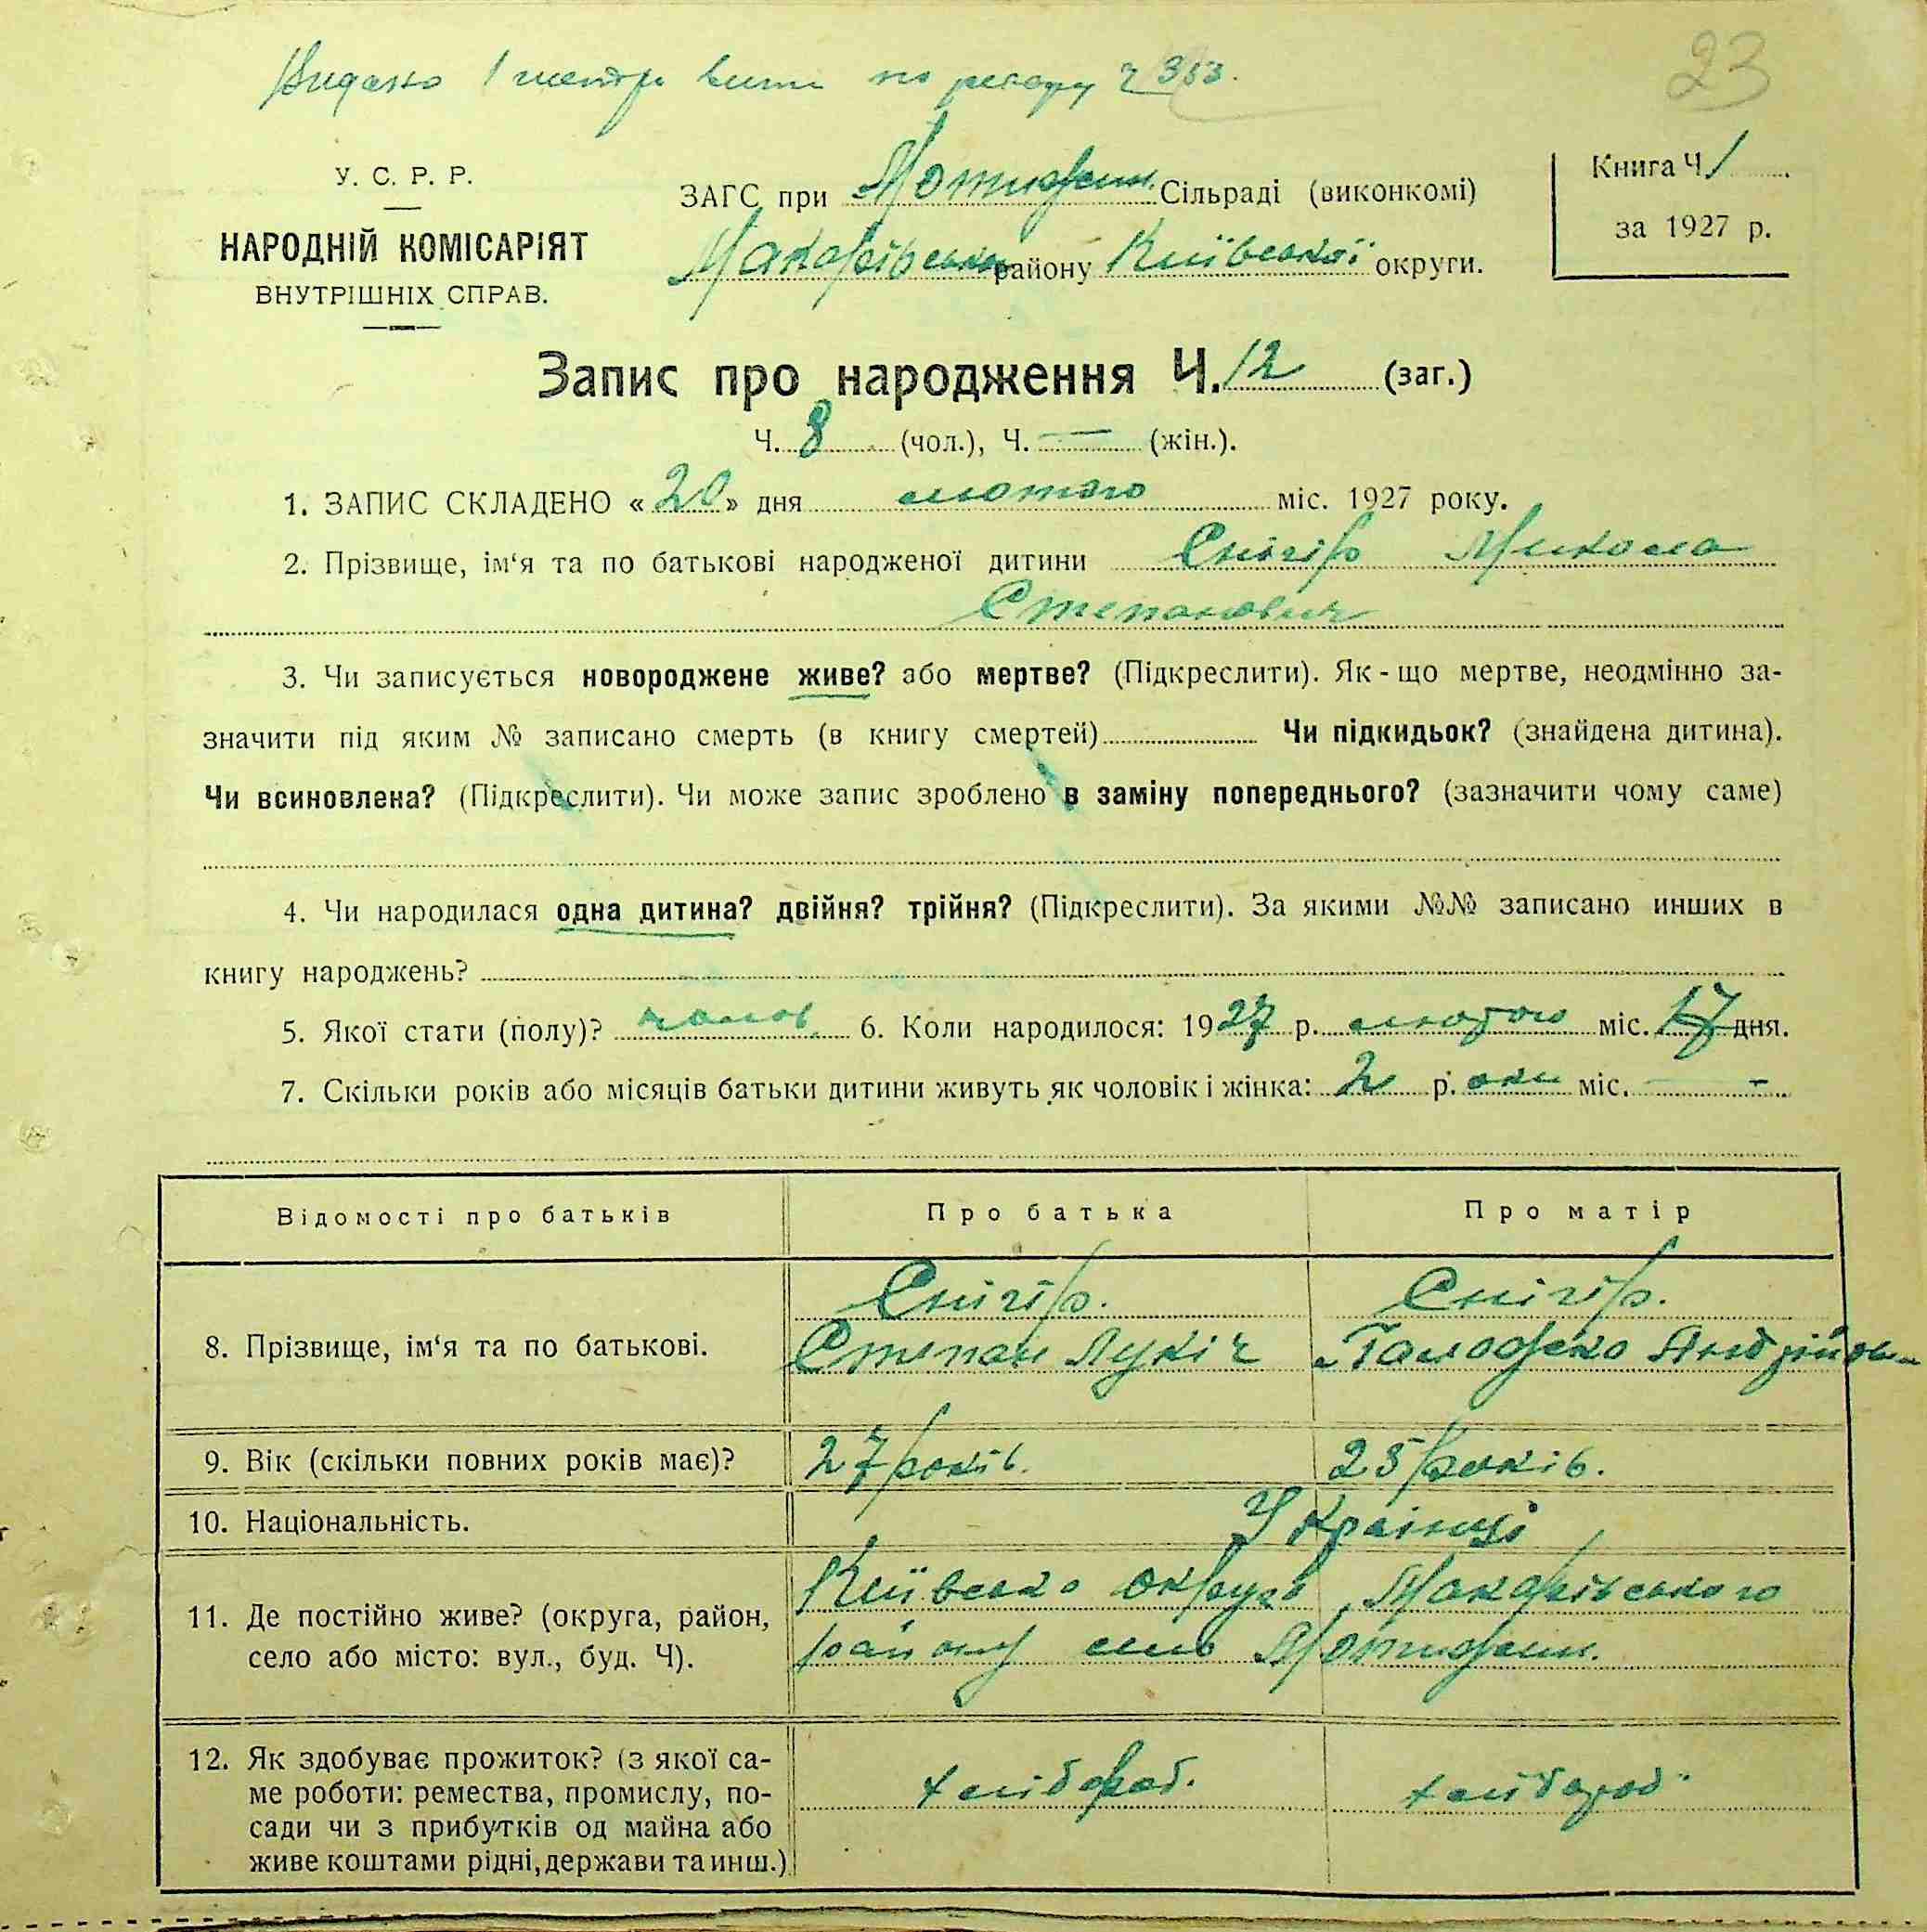 Видано 1 метр. випи по реєстру ч 353.
23
У. С. Р. Р.
НАРОДНІЙ КОМІСАРІЯТ
ВНУТРІШНІХ СПРАВ.
ЗАГС при Мотижин. Сільраді (виконкомі)
Макарівськ району Київської округи.
Книга Ч 1
за 1927 р.
Запис про народження Ч. 12 (заг.)
Ч. 8 (чол.), Ч. — (жін.).
1. ЗАПИС СКЛАДЕНО «20» дня лютого міс. 1927 року.
2. Прізвище, ім‘я та по батькові народженої дитини Снігір Микола
Степанович
3. Чи записується новороджене живе? або мертве? (Підкреслити). Як-що мертве, неодмінно за-
значити під яким № записано смерть (в книгу смертей) Чи підкидьок? (знайдена дитина).
Чи всиновлена? (Підкреслити). Чи може запис зроблено в заміну попереднього? (зазначити чому саме)
4. Чи народилася одна дитина? двійня? трійня? (Підкреслити). За якими №№ записано инших в
книгу народжень?
5. Якої стати (полу)? чолов. 6. Коли народилося: 1927 р. лютого міс. 17 дня.
7. Скільки років або місяців батьки дитини живуть як чоловік і жінка: 2 р. оки міс. —
Відомості про батьків Про батька Про матір
8. Прізвище, ім‘я та по батькові.
Снігір. Снігір.
Степан Лукіч Андрійов
9. Вік (скільки повних років має)? 27 років. 25 років.
10. Національність. Українці
11. Де постійно живе? (округа, район,
село або місто: вул., буд. Ч).
Київсько округа Макарівського
району село Мотижин.
12. Як здобуває прожиток? (з якої са-
ме роботи: ремества, промислу, по-
сади чи з прибутків од майна або
живе коштами рідні, держави та инш.)
хлібороб. хлібороб